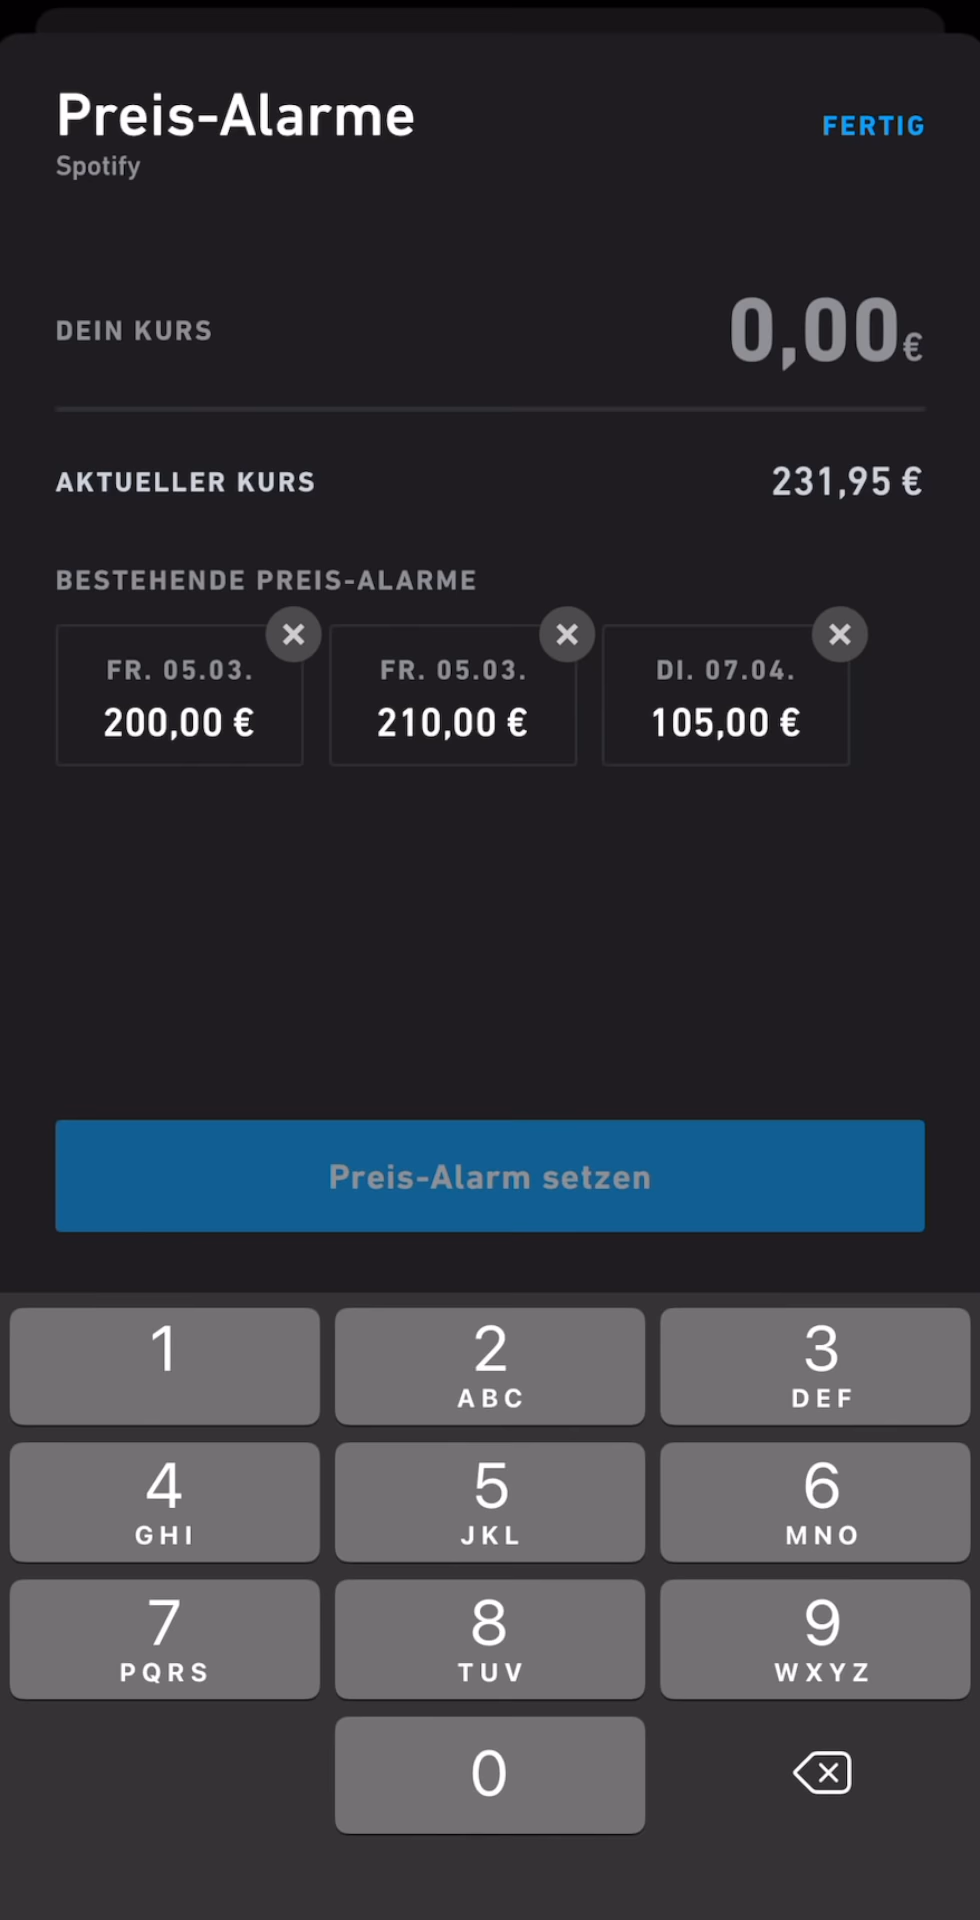 Preis-Alarme
FERTIG
Spotify
DEIN KURS
0,00€
AKTUELLER KURS
231,95 €
BESTEHENDE PREIS-ALARME
FR. 05.03.
200,00 €
FR. 05.03.
210,00 €
DI. 07.04.
105,00 €
Preis-Alarm setzen
1
2
ABC
3
DEF
4
GHI
5
JKL
6
MNO
7
PQRS
8
TUV
9
WXYZ
0